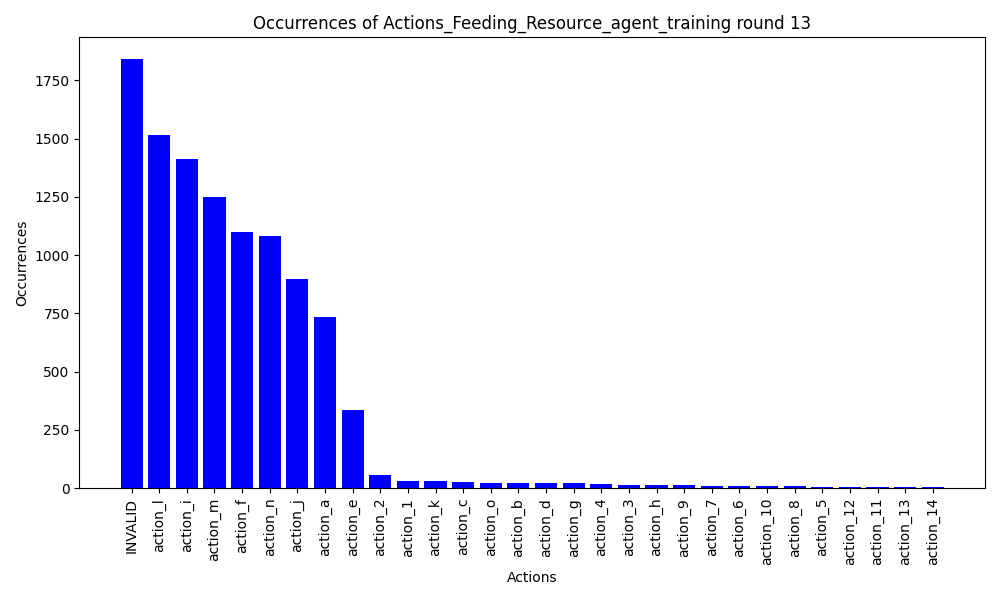 Occurrences of Actions_Feeding_Resource_agent_training round 13
Occurrences
1750
1500
1250
1000
750
500
250
0
INVALID
action_l
action_i
action_m
action_f
action_n
action_j
action_a
action_e
action_2
action_1
action_k
action_c
action_o
action_b
action_d
action_g
action_4
action_3
action_h
action_9
action_7
action_6
action_10
action_8
action_5
action_12
action_11
action_13
action_14
Actions